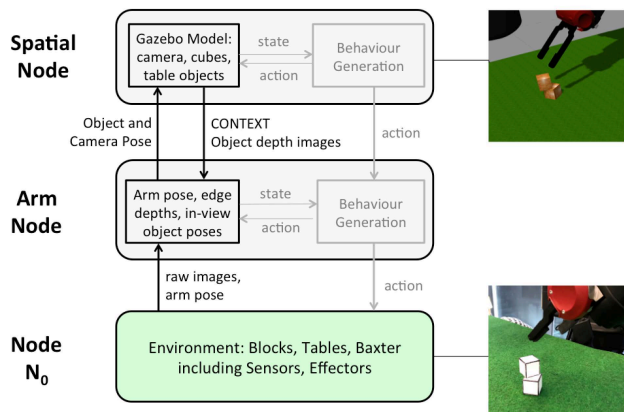 Spatial
Node
Gazebo Model:
camera, cubes,
table objects
state
action
Behaviour
Generation
Object and
Camera Pose
CONTEXT
Object depth images
action
Arm
Node
Arm pose, edge
depths, in-view
object poses
state
action
Behaviour
Generation
raw images,
arm pose
action
Node
N₀
Environment: Blocks, Tables, Baxter
including Sensors, Effectors